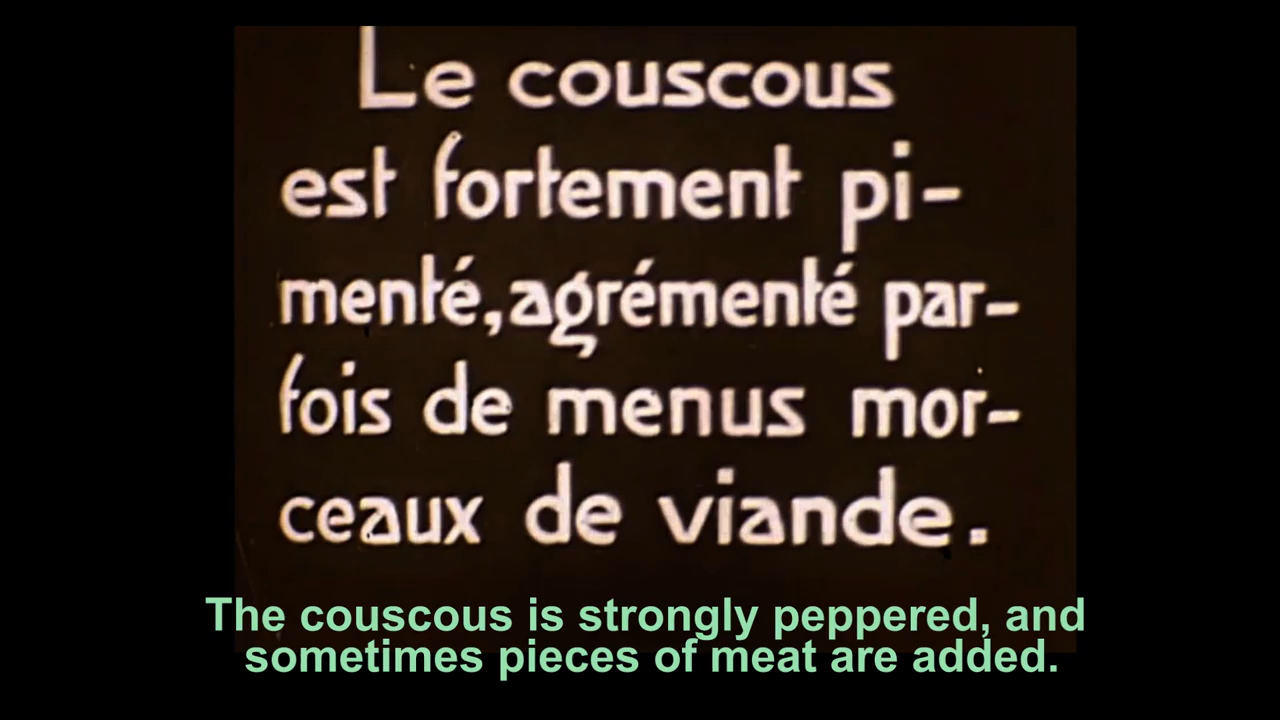 Le couscous
est fortement pi-
menté, agrémenté par-
fois de menus mor-
ceaux de viande.
The couscous is strongly peppered, and
sometimes pieces of meat are added.